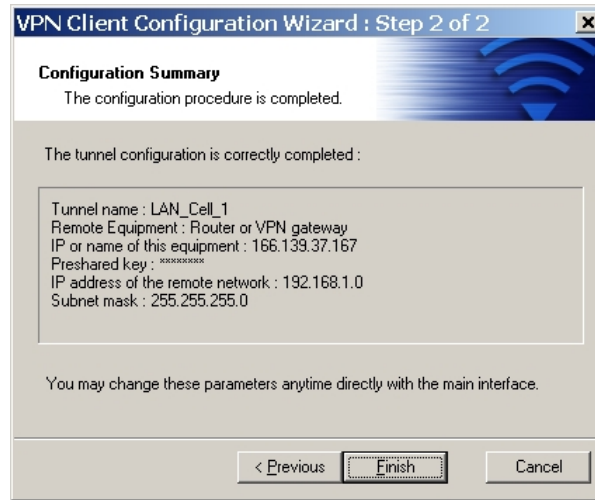 VPN Client Configuration Wizard : Step 2 of 2
Configuration Summary
The configuration procedure is completed.
The tunnel configuration is correctly completed :
Tunnel name : LAN_Cell_1
Remote Equipment : Router or VPN gateway
IP or name of this equipment : 166.139.37.167
Preshared key : ********
IP address of the remote network : 192.168.1.0
Subnet mask : 255.255.255.0
You may change these parameters anytime directly with the main interface.
< Previous Finish Cancel